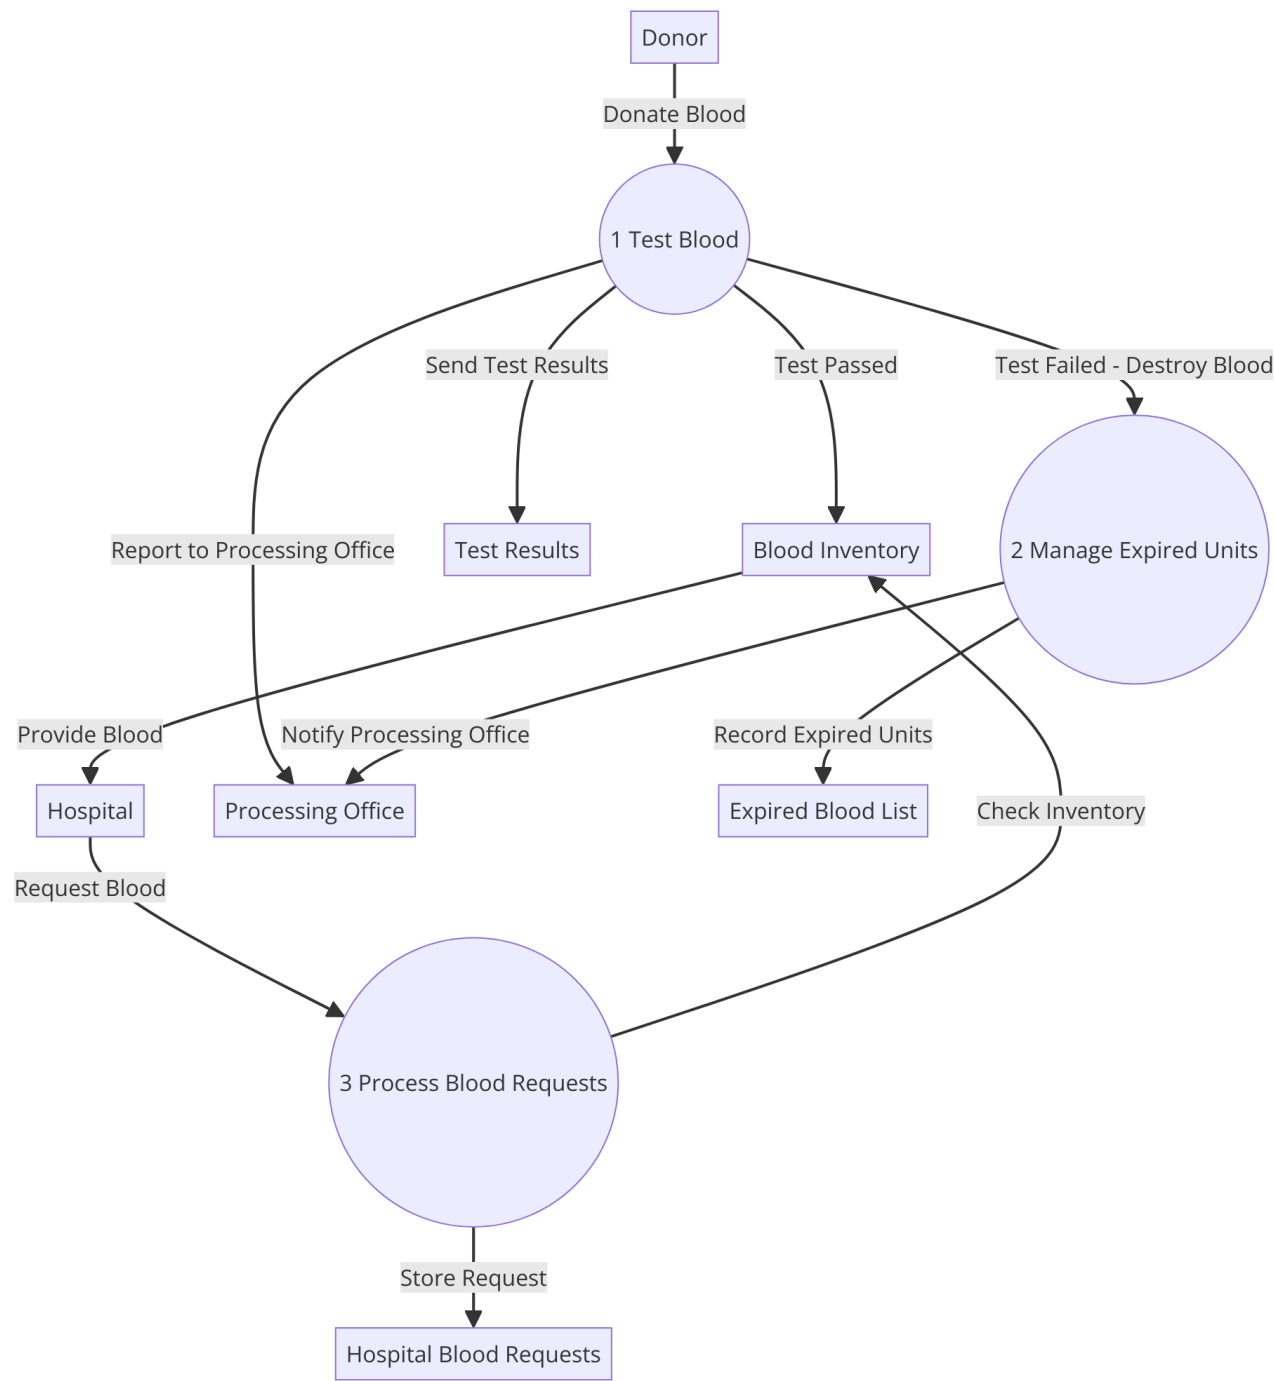 Donor
Donate Blood
1 Test Blood
Send Test Results
Test Passed
Test Failed - Destroy Blood
Report to Processing Office
Test Results
Blood Inventory
2 Manage Expired Units
Provide Blood
Notify Processing Office
Record Expired Units
Hospital
Processing Office
Expired Blood List
Check Inventory
Request Blood
3 Process Blood Requests
Store Request
Hospital Blood Requests